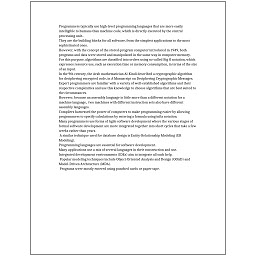 Programmes typically use high-level programming languages that are more easily
intelligible to humans than machine code, which is directly executed by the central
processing unit.
They are the building blocks for all software, from the simplest applications to the most
sophisticated ones.
However, with the concept of the stored-program computer introduced in 1949, both
programs and data were stored and manipulated in the same way in computer memory.
For this purpose algorithms are classified into orders using so-called Big O notation, which
expresses resource use, such as execution time or memory consumption, in terms of the size
of an input.
In the 9th century, the Arab mathematician Al-Kindi described a cryptographic algorithm
for deciphering encrypted code, in A Manuscript on Deciphering Cryptographic Messages.
Expert programmers are familiar with a variety of well-established algorithms and their
respective complexities and use this knowledge to choose algorithms that are best suited to
the circumstances.
However, because an assembly language is little more than a different notation for a
machine language, two machines with different instruction sets also have different
assembly languages.
Compilers harnessed the power of computers to make programming easier by allowing
programmers to specify calculations by entering a formula using infix notation.
Many programmers use forms of Agile software development where the various stages of
formal software development are more integrated together into short cycles that take a few
weeks rather than years.
A similar technique used for database design is Entity-Relationship Modeling (ER
Modeling).
Programming languages are essential for software development.
Many applications use a mix of several languages in their construction and use.
Integrated development environments (IDEs) aim to integrate all such help.
Popular modeling techniques include Object-Oriented Analysis and Design (OOAD) and
Model-Driven Architecture (MDA).
Programs were mostly entered using punched cards or paper tape.